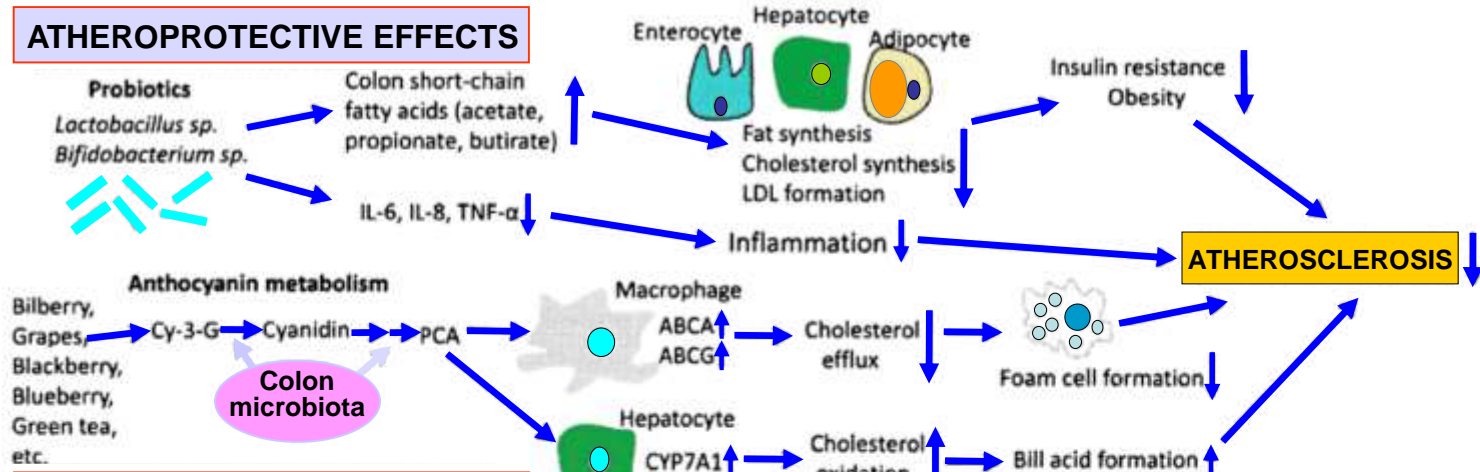 ATHEROPROTECTIVE EFFECTS
Probiotics
Lactobacillus sp.
Bifidobacterium sp.
Colon short-chain
fatty acids (acetate,
propionate, butirate)
Enterocyte
Hepatocyte
Adipocyte
Fat synthesis
Cholesterol synthesis
LDL formation
Insulin resistance
Obesity
IL-6, IL-8, TNF-α
Inflammation
ATHEROSCLEROSIS
Anthocyanin metabolism
Bilberry,
Grapes,
Blackberry,
Blueberry,
Green tea,
etc.
Cy-3-G
Cyanidin
PCA
Colon
microbiota
Macrophage
ABCA
ABCG
Cholesterol
efflux
Foam cell formation
Hepatocyte
CYP7A1
Cholesterol
oxidation
Bill acid formation